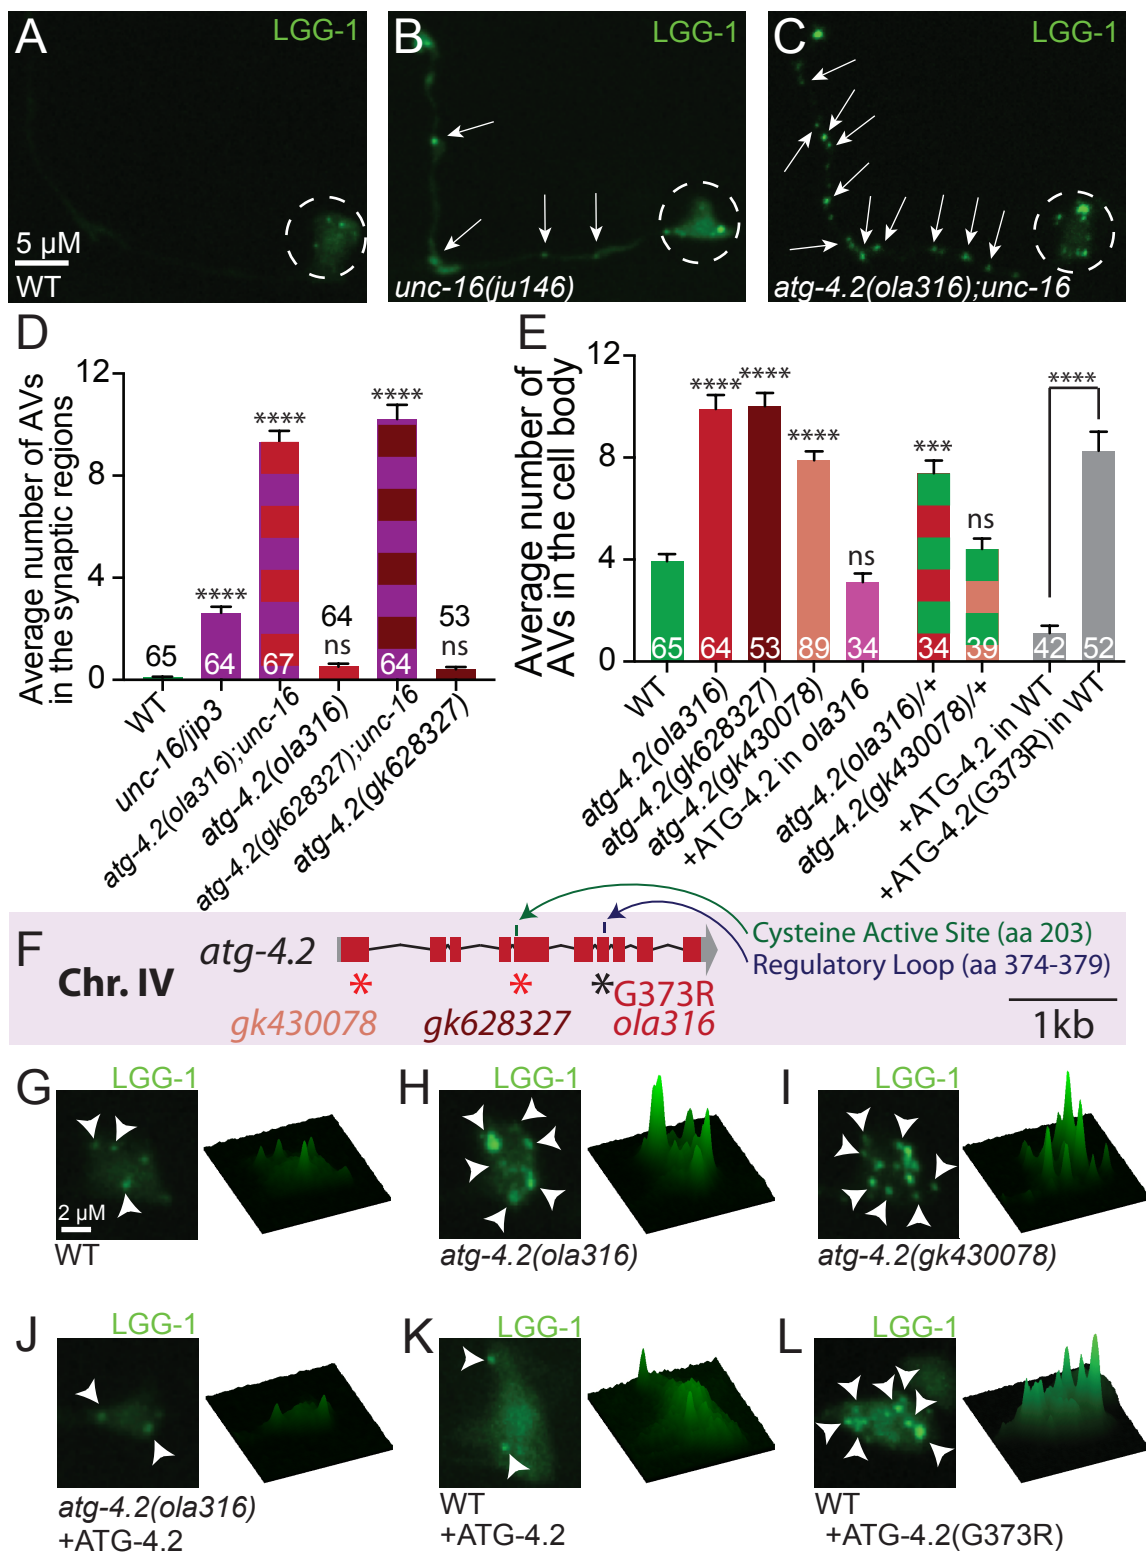 A
LGG-1
5 µM
WT
B
LGG-1
unc-16(ju146)
C
LGG-1
atg-4.2(ola316);unc-16
D
Average number of AVs
in the synaptic regions
12
8
4
0
65
****
64
****
67
64
ns
****
64
53
ns
WT
unc-16/jip3
atg-4.2(ola316);unc-16
atg-4.2(ola316)
atg-4.2(gk628327);unc-16
atg-4.2(gk628327)
E
Average number of
AVs in the cell body
12
8
4
0
65
****
64
****
53
****
89
ns
34
***
34
ns
39
****
42
52
WT
atg-4.2(ola316)
atg-4.2(gk628327)
atg-4.2(gk430078)
+ATG-4.2 in ola316
atg-4.2(ola316)/+
atg-4.2(gk430078)/+
+ATG-4.2 in WT
+ATG-4.2(G373R) in WT
F
Chr. IV
atg-4.2
Cysteine Active Site (aa 203)
Regulatory Loop (aa 374-379)
* * *
G373R
gk430078
gk628327
ola316
1kb
G
LGG-1
2 µM
WT
H
LGG-1
atg-4.2(ola316)
I
LGG-1
atg-4.2(gk430078)
J
LGG-1
atg-4.2(ola316)
+ATG-4.2
K
LGG-1
WT
+ATG-4.2
L
LGG-1
WT
+ATG-4.2(G373R)